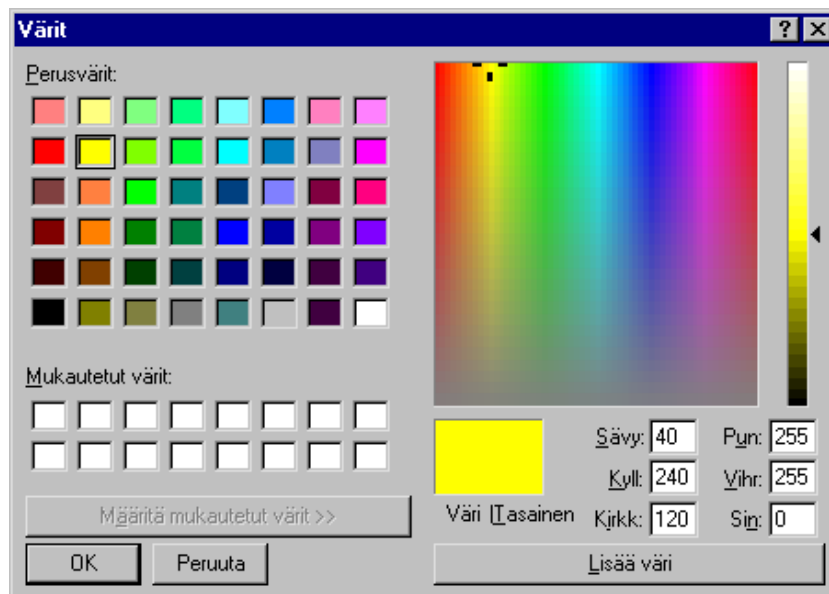 Värit
Perusvärit:
Mukautetut värit:
Määritä mukautetut värit >>
OK
Peruuta
Väri |Tasainen
Sävy: 40
Pun: 255
Kyll: 240
Vihr: 255
Kirkk: 120
Sin: 0
Lisää väri